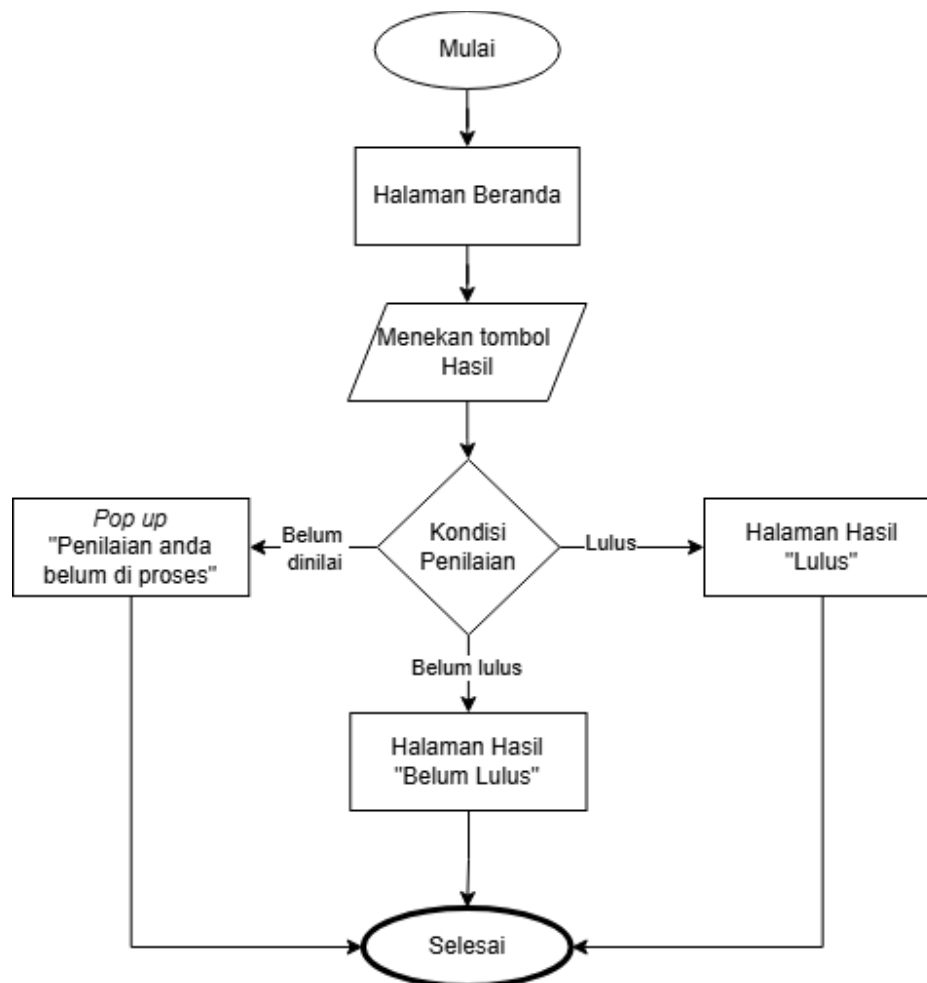 Mulai
Halaman Beranda
Menekan tombol
Hasil
Kondisi
Penilaian
Belum
dinilai
Pop up
"Penilaian anda
belum di proses"
Lulus
Halaman Hasil
"Lulus"
Belum lulus
Halaman Hasil
"Belum Lulus"
Selesai